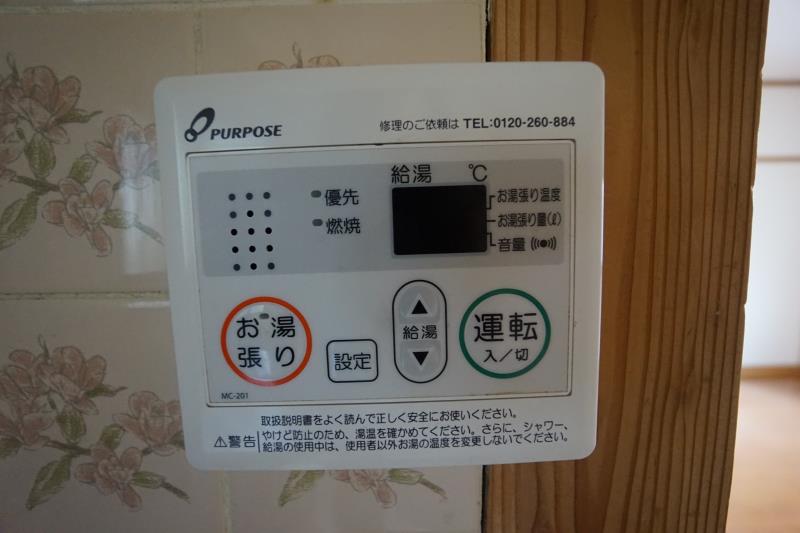 PURPOSE
修理のご依頼は TEL:0120-260-884
給湯 ℃
優先
燃焼
お湯張り温度
お湯張り量(ℓ)
音量
お湯
張り
設定
▲
給湯
▼
運転
入／切
MC-201
取扱説明書をよく読んで正しく安全にお使いください。
⚠警告
やけど防止のため、湯温を確かめてください。さらに、シャワー、
給湯の使用中は、使用者以外お湯の温度を変更しないでください。